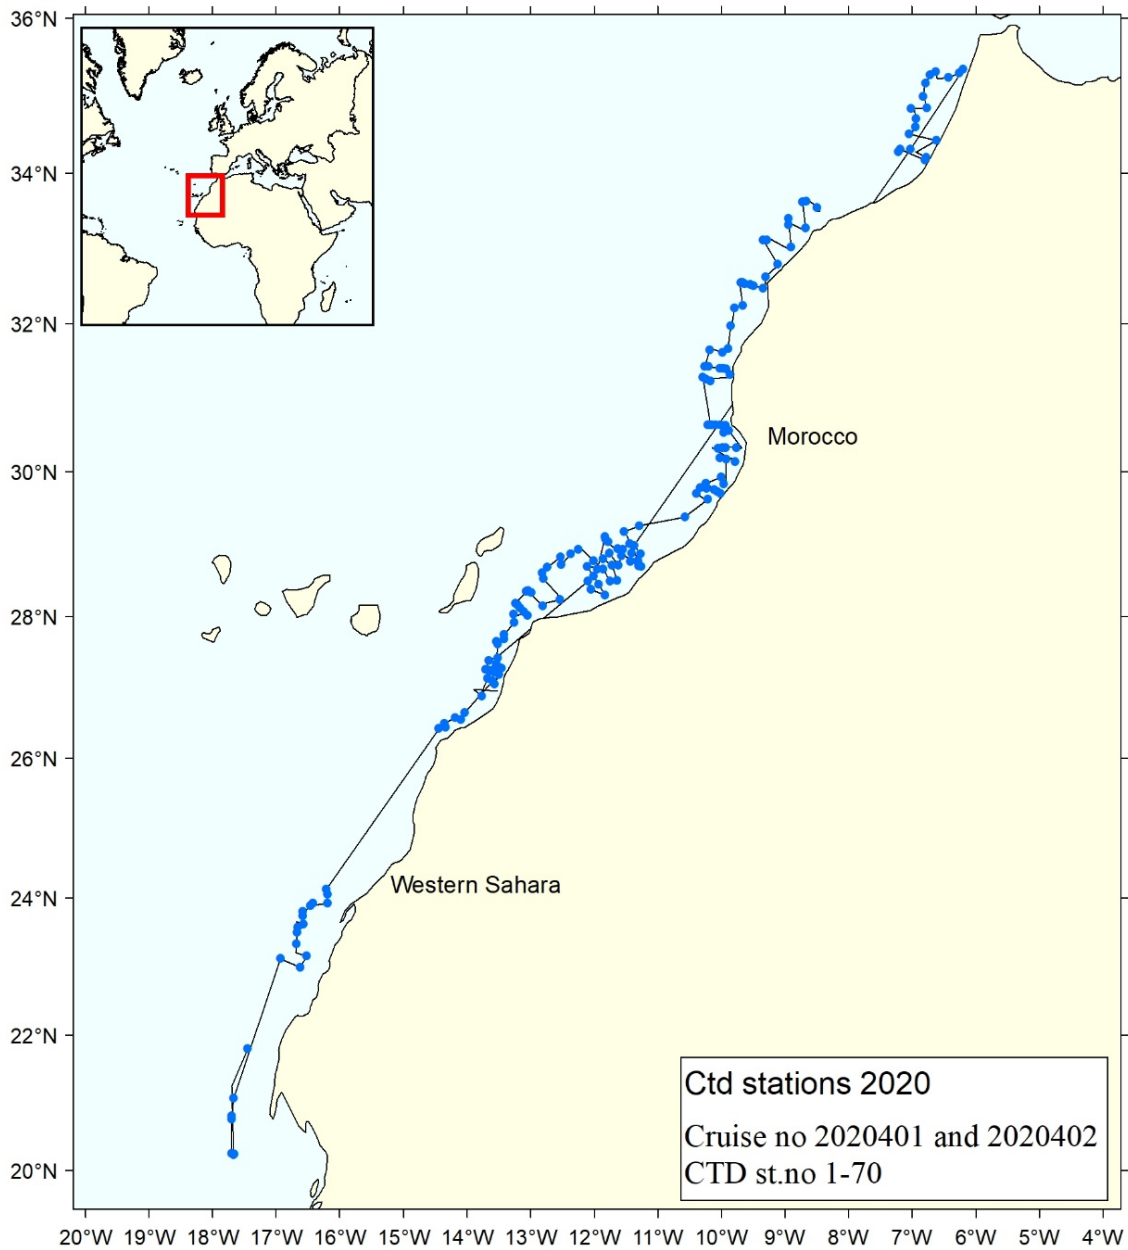 36°N
34°N
32°N
Morocco
30°N
28°N
26°N
Western Sahara
24°N
22°N
Ctd stations 2020
Cruise no 2020401 and 2020402
CTD st.no 1-70
20°N
20°W 19°W 18°W 17°W 16°W 15°W 14°W 13°W 12°W 11°W 10°W 9°W 8°W 7°W 6°W 5°W 4°W